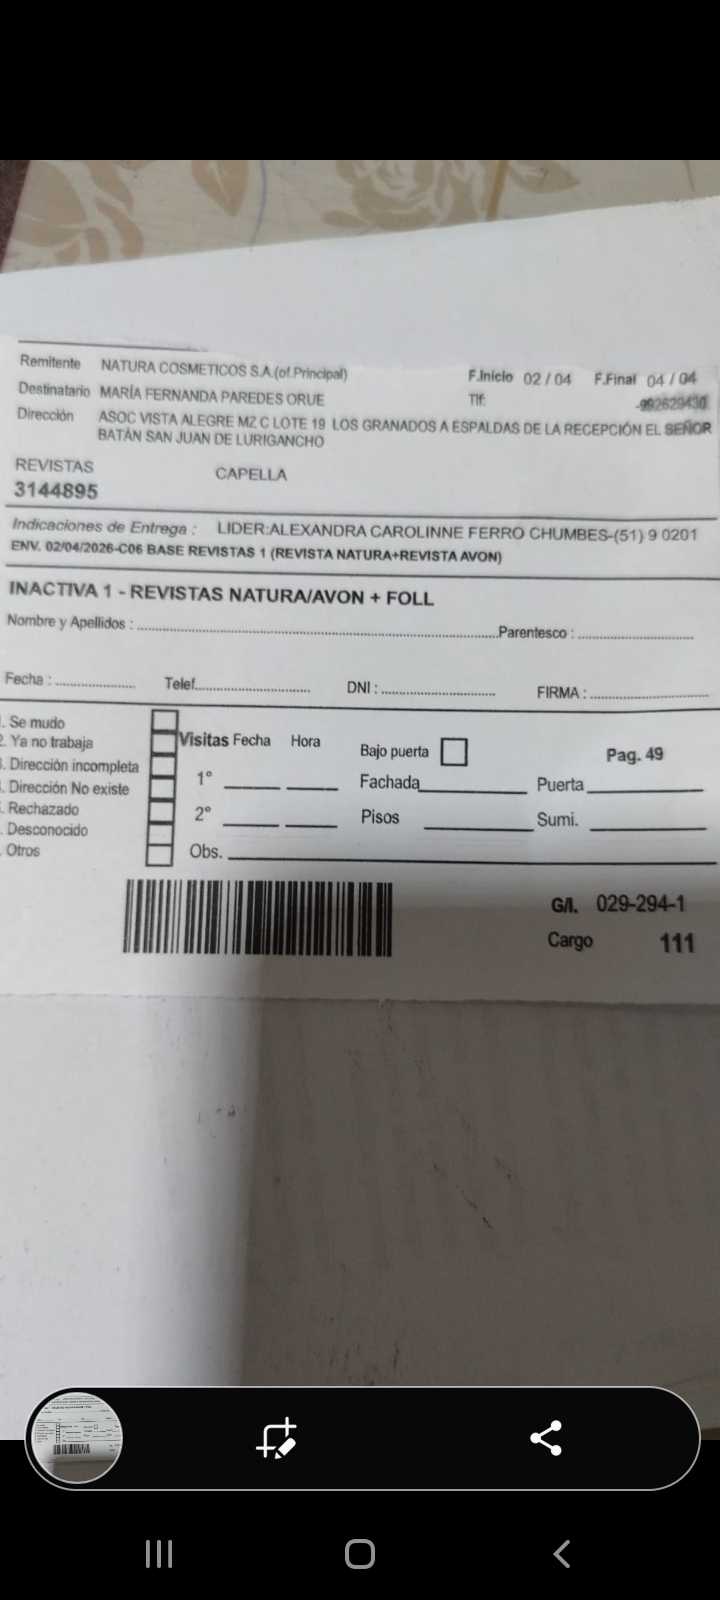 Remitente NATURA COSMETICOS S.A.(of.Principal) F.Inicio 02 / 04 F.Final 04 / 04
Destinatario MARÍA FERNANDA PAREDES ORUE Tlf: -992629430
Dirección ASOC VISTA ALEGRE MZ C LOTE 19 LOS GRANADOS A ESPALDAS DE LA RECEPCIÓN EL SEÑOR
BATÁN SAN JUAN DE LURIGANCHO
REVISTAS CAPELLA
3144895
Indicaciones de Entrega : LIDER:ALEXANDRA CAROLINNE FERRO CHUMBES-(51) 9 0201
ENV. 02/04/2026-C06 BASE REVISTAS 1 (REVISTA NATURA+REVISTA AVON)
INACTIVA 1 - REVISTAS NATURA/AVON + FOLL
Nombre y Apellidos : Parentesco :
Fecha : Telef. DNI : FIRMA :
. Se mudo
2. Ya no trabaja Visitas Fecha Hora Bajo puerta Pag. 49
. Dirección incompleta 1° Fachada Puerta
. Dirección No existe
. Rechazado 2° Pisos Sumi.
. Desconocido
. Otros Obs.
G/I. 029-294-1
Cargo 111